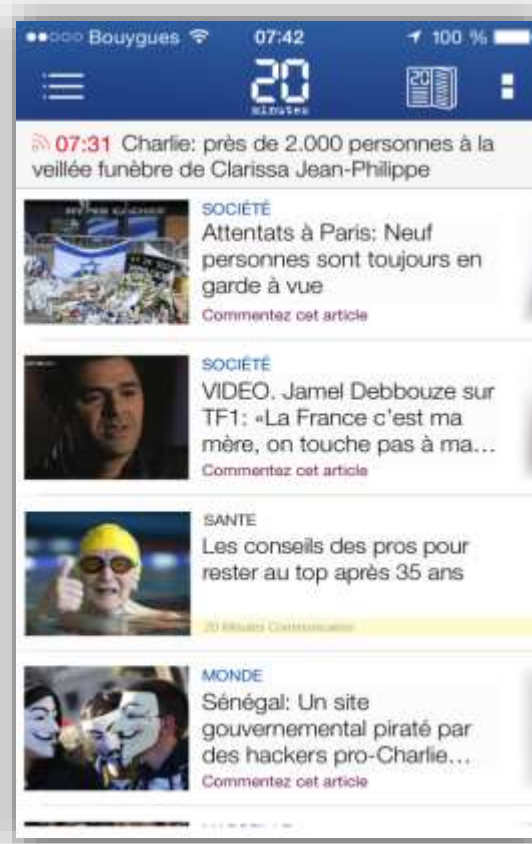 Bouygues 07:42 100 %
20
minutes
20
07:31 Charlie: près de 2.000 personnes à la
veillée funèbre de Clarissa Jean-Philippe
HYPER CACHER
SOCIÉTÉ
Attentats à Paris: Neuf
personnes sont toujours en
garde à vue
Commentez cet article
SOCIÉTÉ
VIDEO. Jamel Debbouze sur
TF1: «La France c'est ma
mère, on touche pas à ma…
Commentez cet article
SANTE
Les conseils des pros pour
rester au top après 35 ans
20 Minutes Communication
MONDE
Sénégal: Un site
gouvernemental piraté par
des hackers pro-Charlie…
Commentez cet article